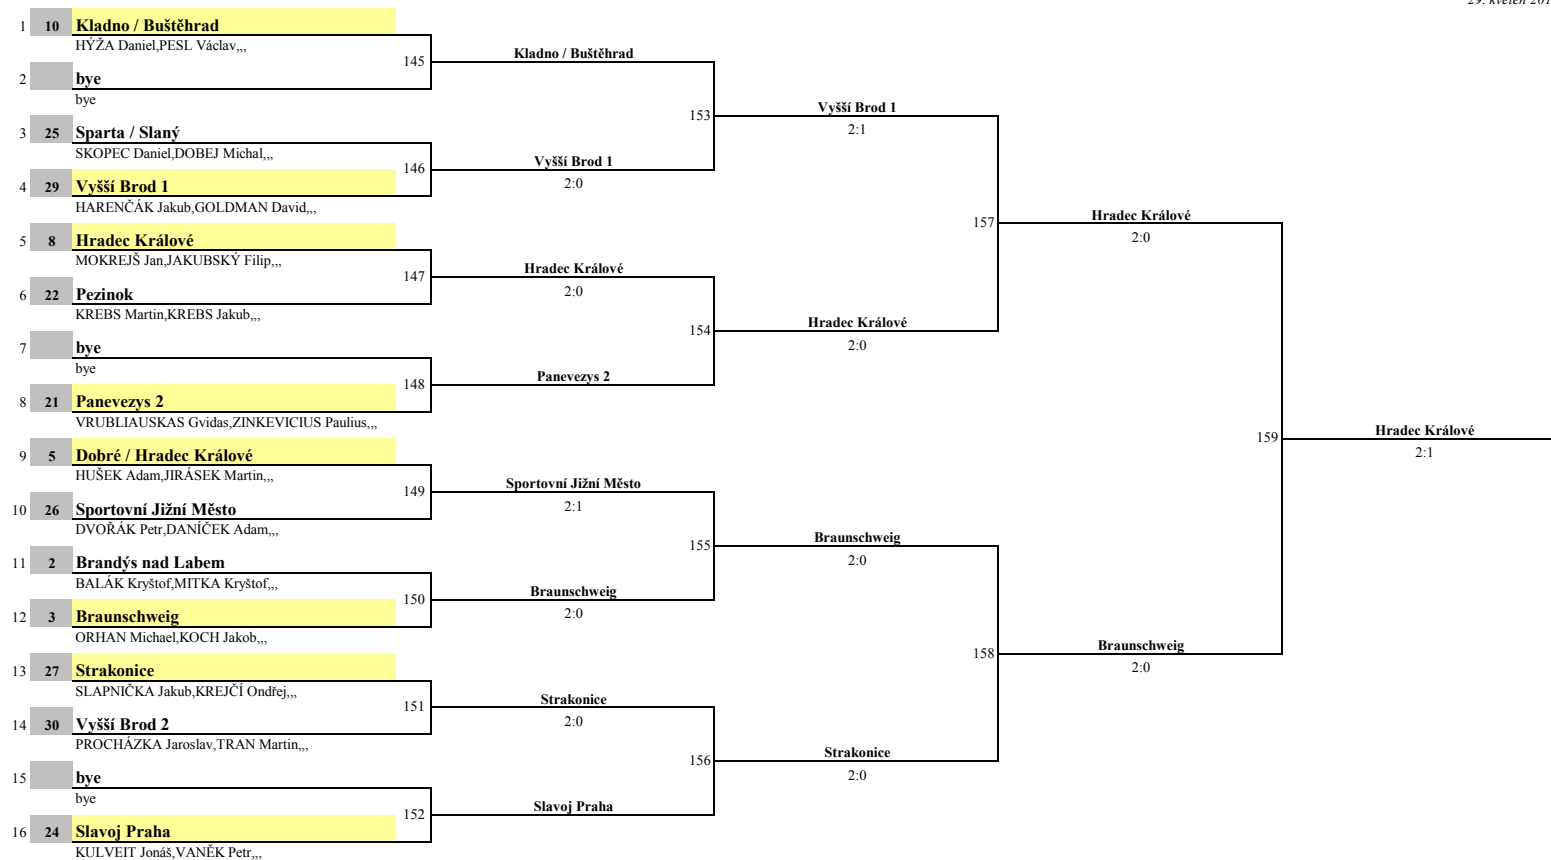 29. květen 201
1 10 Kladno / Buštěhrad
HÝŽA Daniel,PESL Václav,,,
145
Kladno / Buštěhrad
2 bye
bye
153
Vyšší Brod 1
2:1
3 25 Sparta / Slaný
SKOPEC Daniel,DOBEJ Michal,,,
146
Vyšší Brod 1
2:0
4 29 Vyšší Brod 1
HARENČÁK Jakub,GOLDMAN David,,,
157
Hradec Králové
2:0
5 8 Hradec Králové
MOKREJŠ Jan,JAKUBSKÝ Filip,,,
147
Hradec Králové
2:0
6 22 Pezinok
KREBS Martin,KREBS Jakub,,,
154
Hradec Králové
2:0
7 bye
bye
148
Panevezys 2
8 21 Panevezys 2
VRUBLIAUSKAS Gvidas,ZINKEVICIUS Paulius,,,
159
Hradec Králové
2:1
9 5 Dobré / Hradec Králové
HUŠEK Adam,JIRÁSEK Martin,,,
149
Sportovní Jižní Město
2:1
10 26 Sportovní Jižní Město
DVOŘÁK Petr,DANÍČEK Adam,,,
155
Braunschweig
2:0
11 2 Brandýs nad Labem
BALÁK Kryštof,MITKA Kryštof,,,
150
Braunschweig
2:0
12 3 Braunschweig
ORHAN Michael,KOCH Jakob,,,
158
Braunschweig
2:0
13 27 Strakonice
SLAPNIČKA Jakub,KREJČÍ Ondřej,,,
151
Strakonice
2:0
14 30 Vyšší Brod 2
PROCHÁZKA Jaroslav,TRAN Martin,,,
156
Strakonice
2:0
15 bye
bye
152
Slavoj Praha
16 24 Slavoj Praha
KULVEIT Jonáš,VANĚK Petr,,,